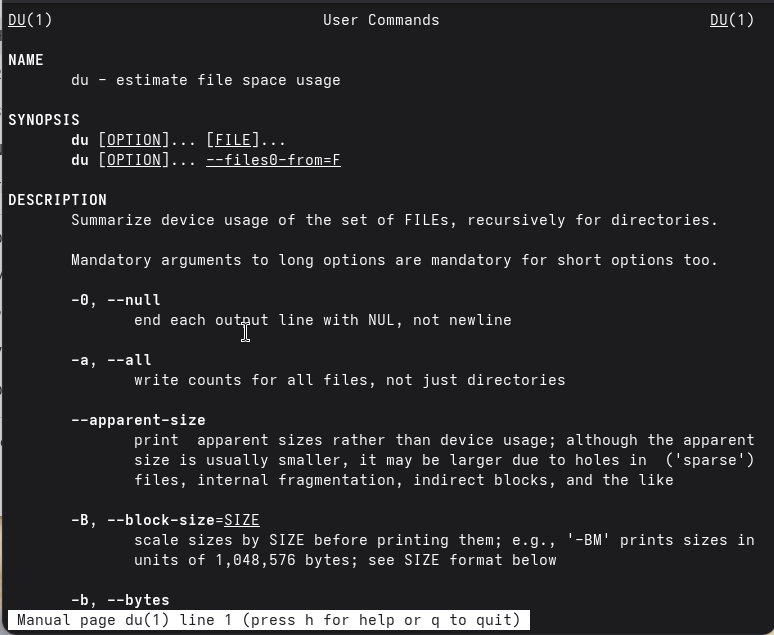 DU(1) User Commands DU(1)
NAME
du - estimate file space usage
SYNOPSIS
du [OPTION]... [FILE]...
du [OPTION]... --files0-from=F
DESCRIPTION
Summarize device usage of the set of FILEs, recursively for directories.
Mandatory arguments to long options are mandatory for short options too.
-0, --null
end each output line with NUL, not newline
-a, --all
write counts for all files, not just directories
--apparent-size
print  apparent sizes rather than device usage; although the apparent
size is usually smaller, it may be larger due to holes in  ('sparse')
files, internal fragmentation, indirect blocks, and the like
-B, --block-size=SIZE
scale sizes by SIZE before printing them; e.g., '-BM' prints sizes in
units of 1,048,576 bytes; see SIZE format below
-b, --bytes
Manual page du(1) line 1 (press h for help or q to quit)